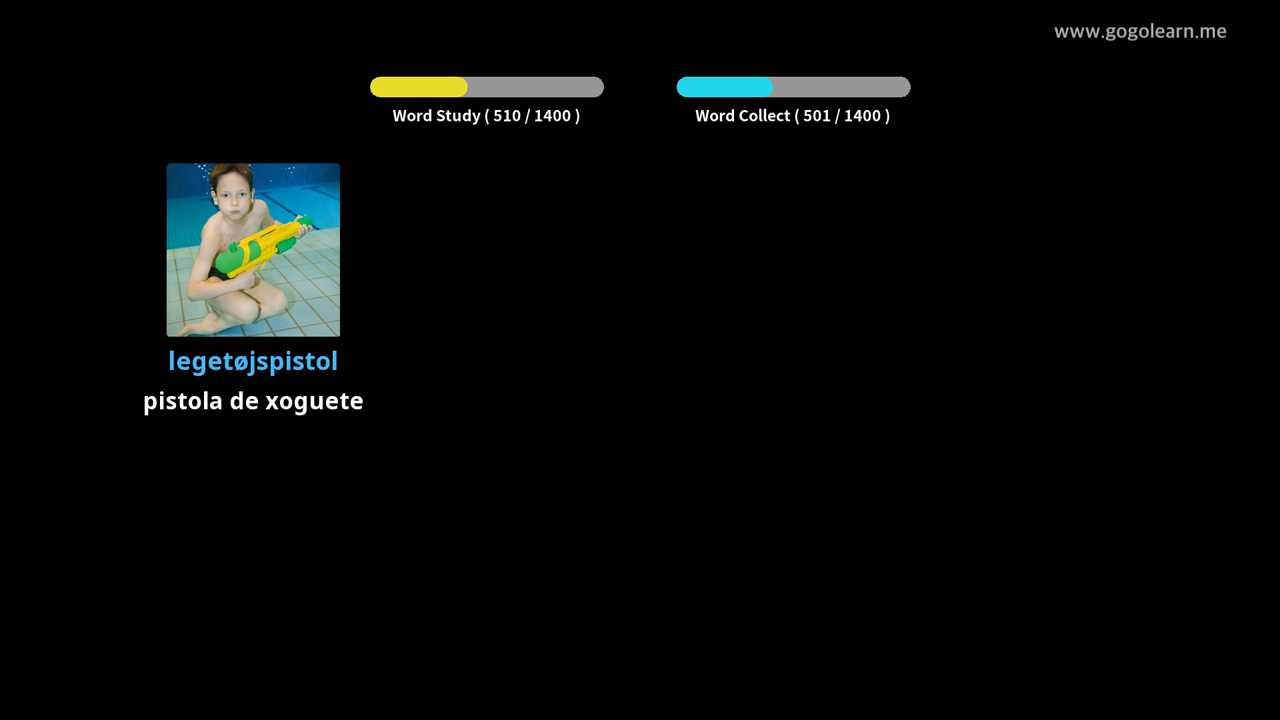 www.gogolearn.me
Word Study ( 510 / 1400 )
Word Collect ( 501 / 1400 )
legetøjspistol
pistola de xoguete